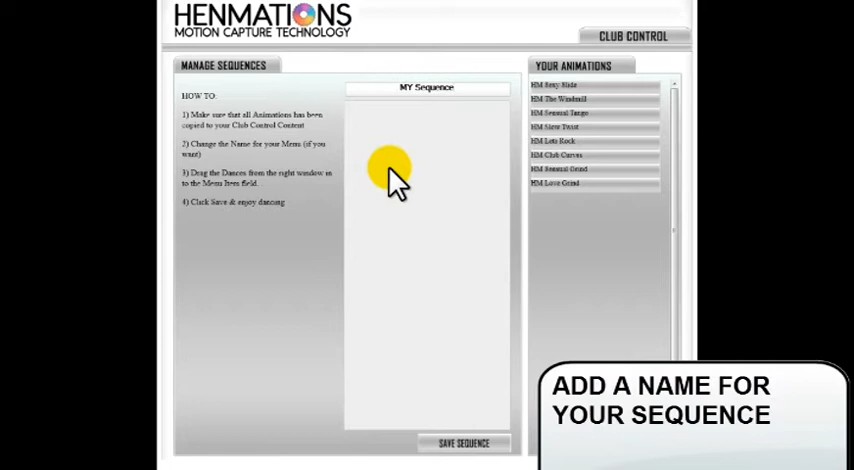 HENMATIONS
MOTION CAPTURE TECHNOLOGY
CLUB CONTROL
MANAGE SEQUENCES
HOW TO:
1) Make sure that all Animations has been
copied to your Club Control Content
2) Change the Name for your Menu (if you
want)
3) Drag the Dances from the right window in
to the Menu Item field.
4) Click Save & enjoy dancing
MY Sequence
SAVE SEQUENCE
YOUR ANIMATIONS
HM Sexy Slide
HM The Windmill
HM Sensual Tango
HM Slow Twist
HM Lets Rock
HM Club Curves
HM Sensual Grind
HM Love Grind
ADD A NAME FOR
YOUR SEQUENCE